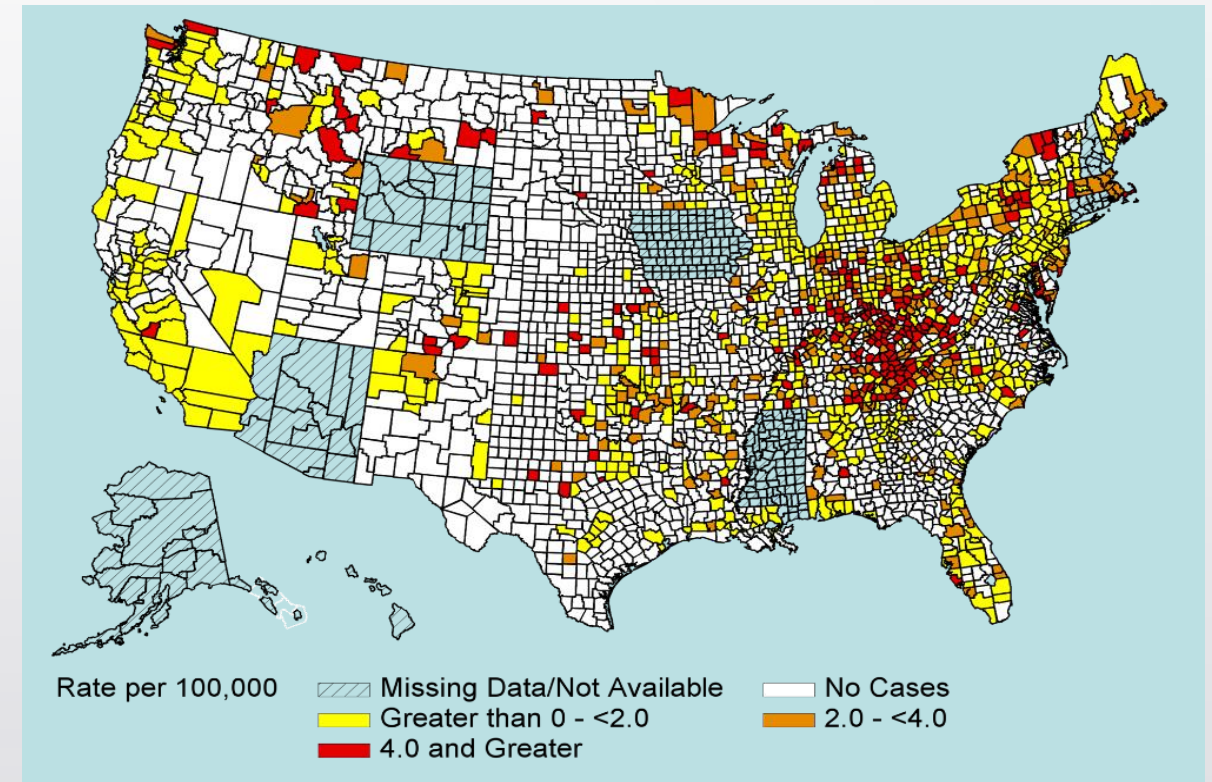 Rate per 100,000
Missing Data/Not Available
No Cases
Greater than 0 - <2.0
2.0 - <4.0
4.0 and Greater